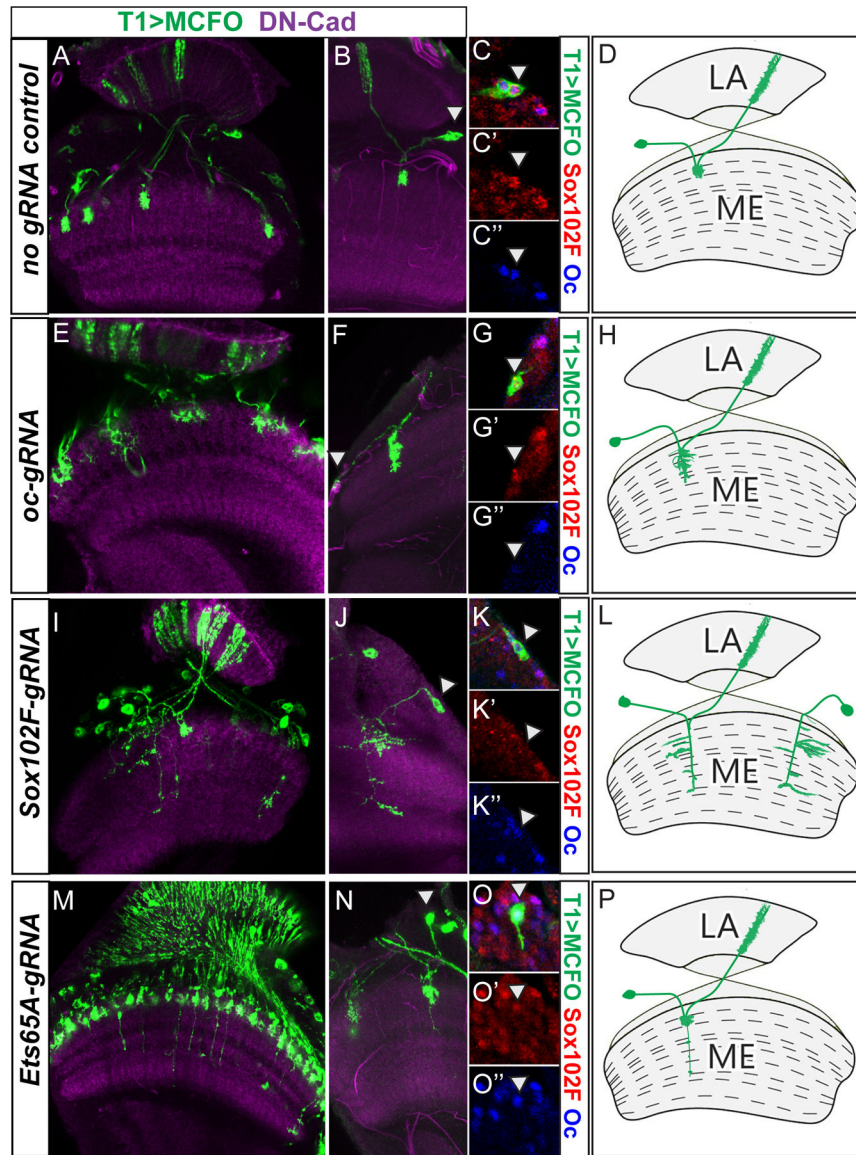 T1>MCFO DN-Cad
no gRNA control
A
B
C
C'
C''
T1>MCFO Sox102F Oc
D
LA
ME
oc-gRNA
E
F
G
G'
G''
T1>MCFO Sox102F Oc
H
LA
ME
Sox102F-gRNA
I
J
K
K'
K''
T1>MCFO Sox102F Oc
L
LA
ME
Ets65A-gRNA
M
N
O
O'
O''
T1>MCFO Sox102F Oc
P
LA
ME